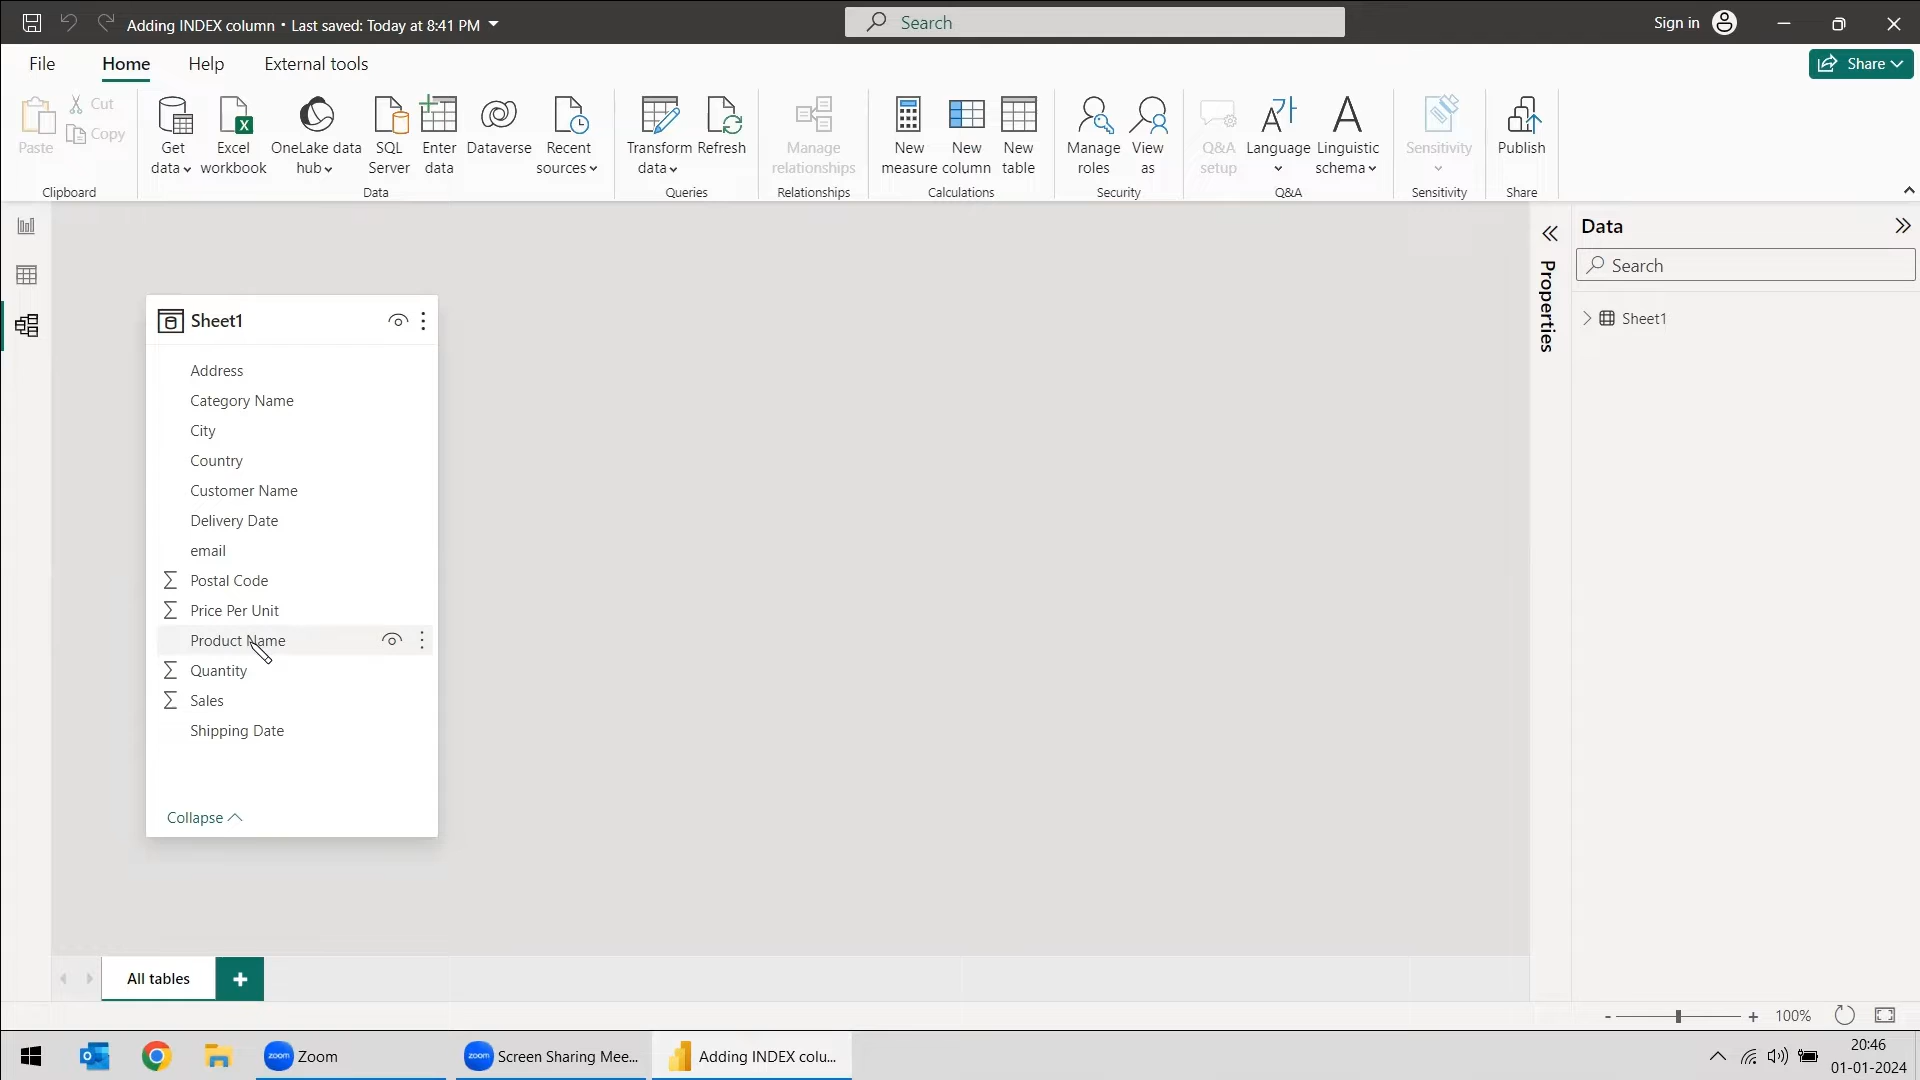 Adding INDEX column • Last saved: Today at 8:41 PM
Search
Sign in
File
Home
Help
External tools
Share
Paste
Cut
Copy
Clipboard
Get data
Excel workbook
OneLake data hub
SQL Server
Enter data
Dataverse
Recent sources
Data
Transform data
Refresh
Queries
Manage relationships
Relationships
New measure
New column
New table
Calculations
Manage roles
View as
Security
Q&A setup
Language
Linguistic schema
Q&A
Sensitivity
Sensitivity
Publish
Share
Sheet1
Address
Category Name
City
Country
Customer Name
Delivery Date
email
Postal Code
Price Per Unit
Product Name
Quantity
Sales
Shipping Date
Collapse
Properties
Data
Search
Sheet1
All tables
+
- + 100%
zoom Zoom
zoom Screen Sharing Mee...
Adding INDEX colu...
20:46
01-01-2024